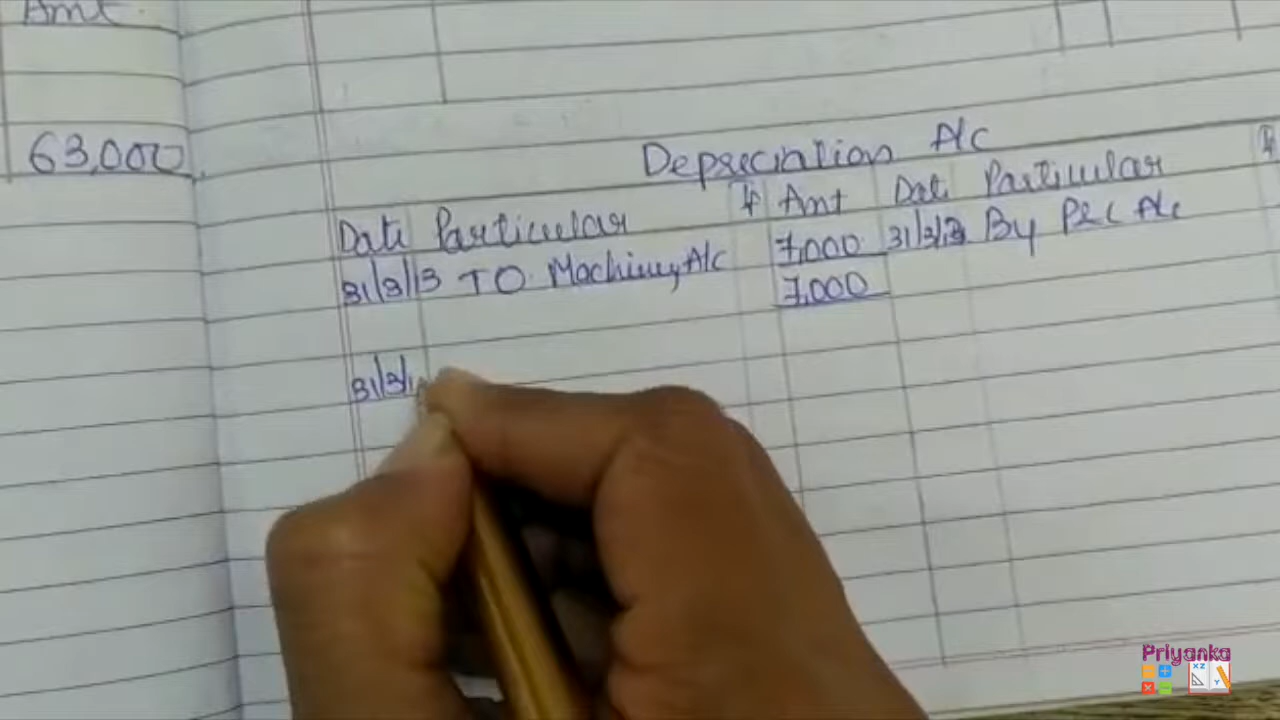 Amt
63,000
Depreciation A/c
Date Particular Amt Date Particular
31/3/13 TO Machinery A/c 7,000 31/3/13 By P&L A/c
7,000
31/3/1
Priyanka